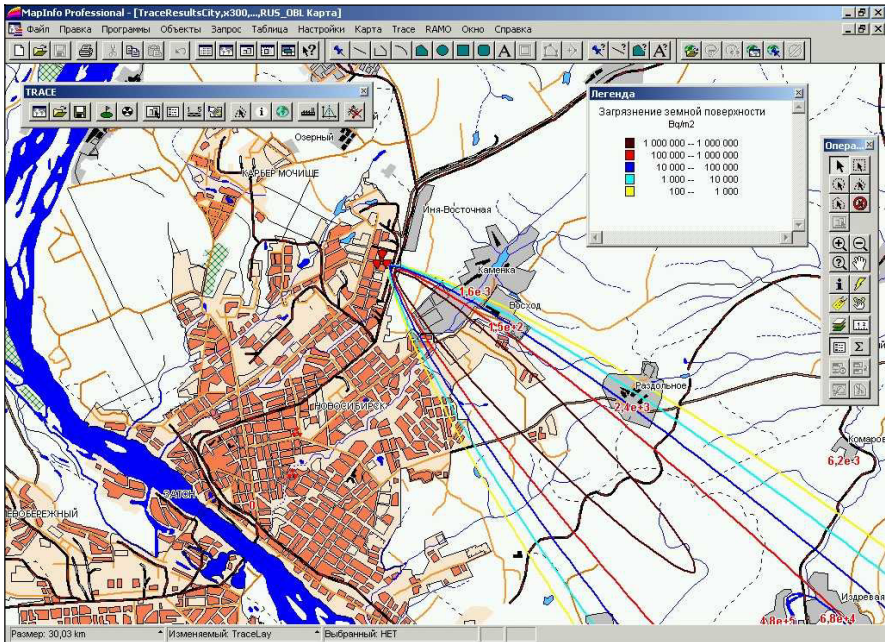 MapInfo Professional - [TraceResultsCity,x300,...,RUS_OBL Карта]
Файл Правка Программы Объекты Запрос Таблица Настройки Карта Trace RAMO Окно Справка
TRACE
Озерный
КАРЬЕР МОЧИЩЕ
Иня-Восточная
Легенда
Загрязнение земной поверхности
Bq/m2
1 000 000 -- 1 000 000
100 000 -- 1 000 000
10 000 -- 100 000
1 000 -- 10 000
100 -- 1 000
Опера...
Каменка
1,6e-3
Восход
1,5e+2
Раздольное
2,4e+3
НОВОСИБИРСК
Комаров
6,2e-3
ЗАТОН
ЕВОБЕРЕЖНЫЙ
Издревая
4,8e+5
6,8e+4
Размер: 30,03 km
Изменяемый: TraceLay
Выбранный: НЕТ